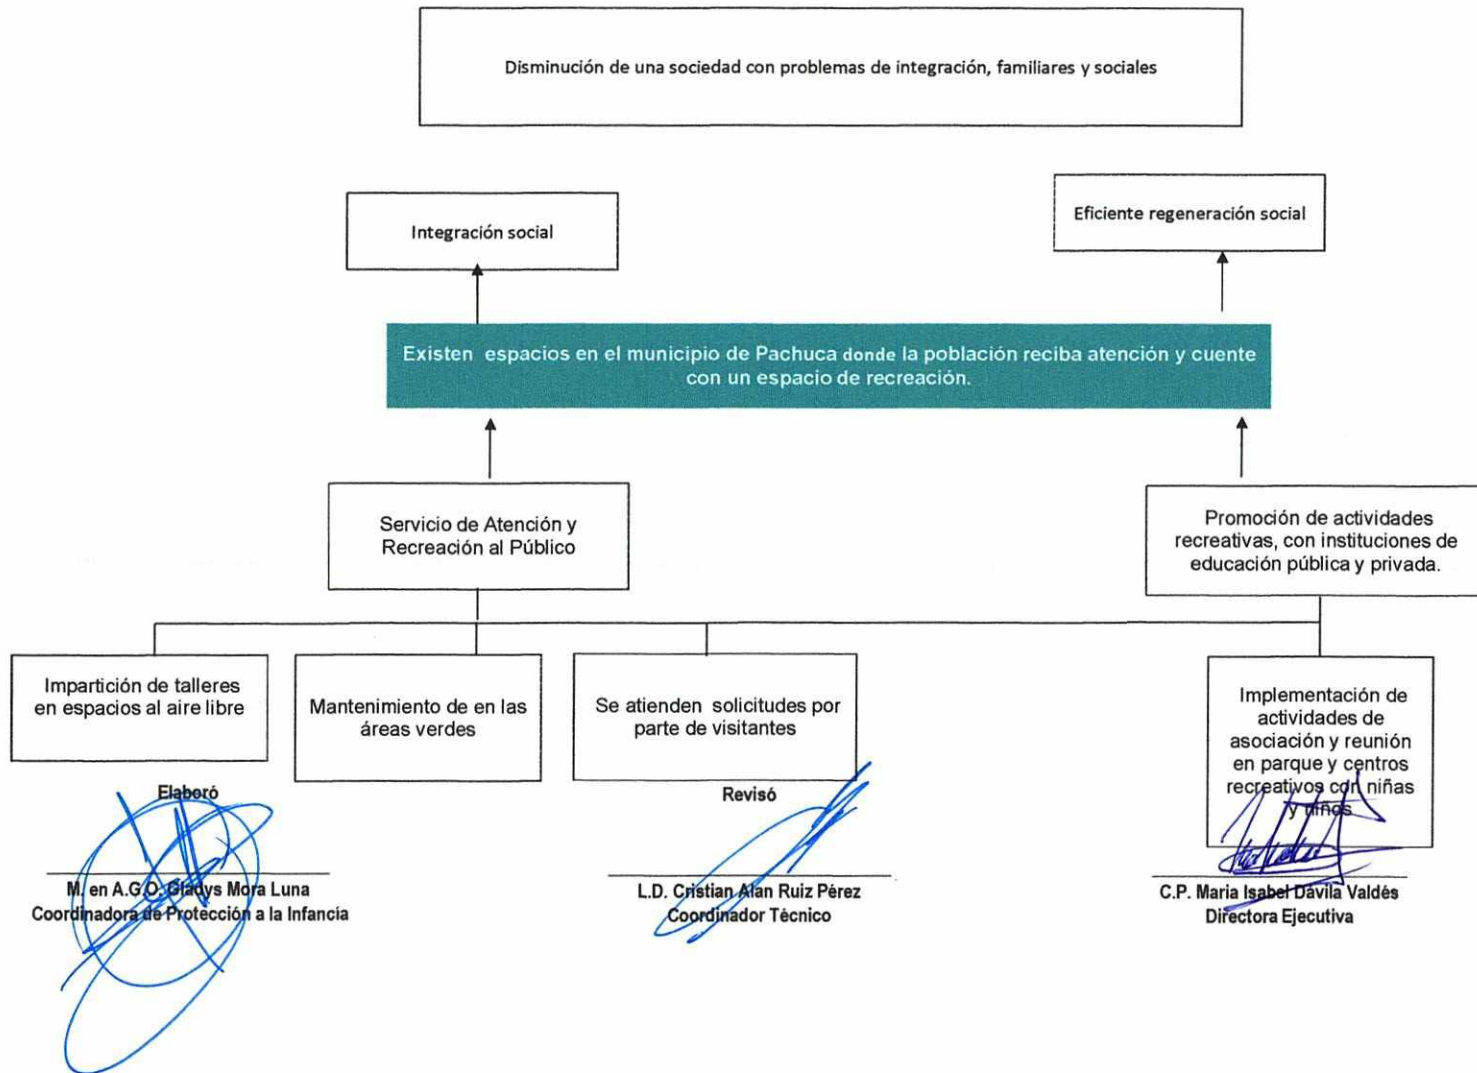 Disminución de una sociedad con problemas de integración, familiares y sociales
Integración social
Eficiente regeneración social
Existen espacios en el municipio de Pachuca donde la población reciba atención y cuente
con un espacio de recreación.
Servicio de Atención y
Recreación al Público
Promoción de actividades
recreativas, con instituciones de
educación pública y privada.
Impartición de talleres
en espacios al aire libre
Mantenimiento de en las
áreas verdes
Se atienden solicitudes por
parte de visitantes
Implementación de
actividades de
asociación y reunión
en parque y centros
recreativos con niñas
y niños
Elaboró
M. en A.G.O. Gladys Mora Luna
Coordinadora de Protección a la Infancia
Revisó
L.D. Cristian Alan Ruiz Pérez
Coordinador Técnico
C.P. Maria Isabel Dávila Valdés
Directora Ejecutiva